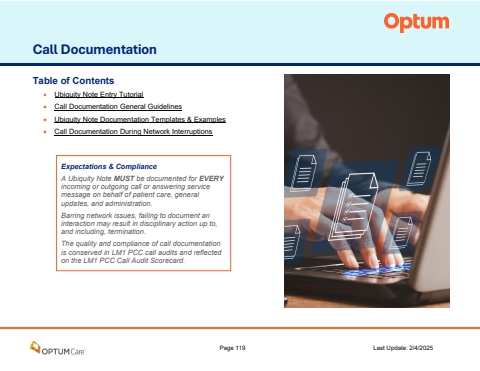 Optum
Call Documentation
Table of Contents
• Ubiquity Note Entry Tutorial
• Call Documentation General Guidelines
• Ubiquity Note Documentation Templates & Examples
• Call Documentation During Network Interruptions
Expectations & Compliance
A Ubiquity Note MUST be documented for EVERY
incoming or outgoing call or answering service
message on behalf of patient care, general
updates, and administration.
Barring network issues, failing to document an
interaction may result in disciplinary action up to,
and including, termination.
The quality and compliance of call documentation
is conserved in LM1 PCC call audits and reflected
on the LM1 PCC Call Audit Scorecard.
OPTUMCare
Page 119
Last Update: 2/4/2025